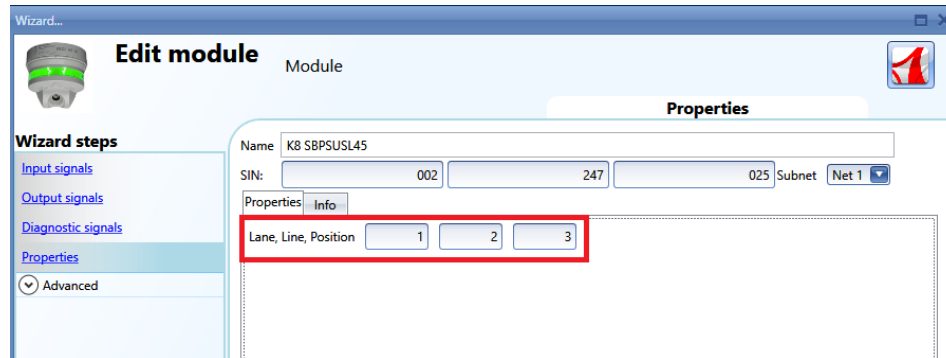 Wizard...
Edit module
Module
Properties
Wizard steps
Input signals
Output signals
Diagnostic signals
Properties
Advanced
Name K8 SBPSUSL45
SIN: 002 247 025 Subnet Net 1
Properties Info
Lane, Line, Position 1 2 3